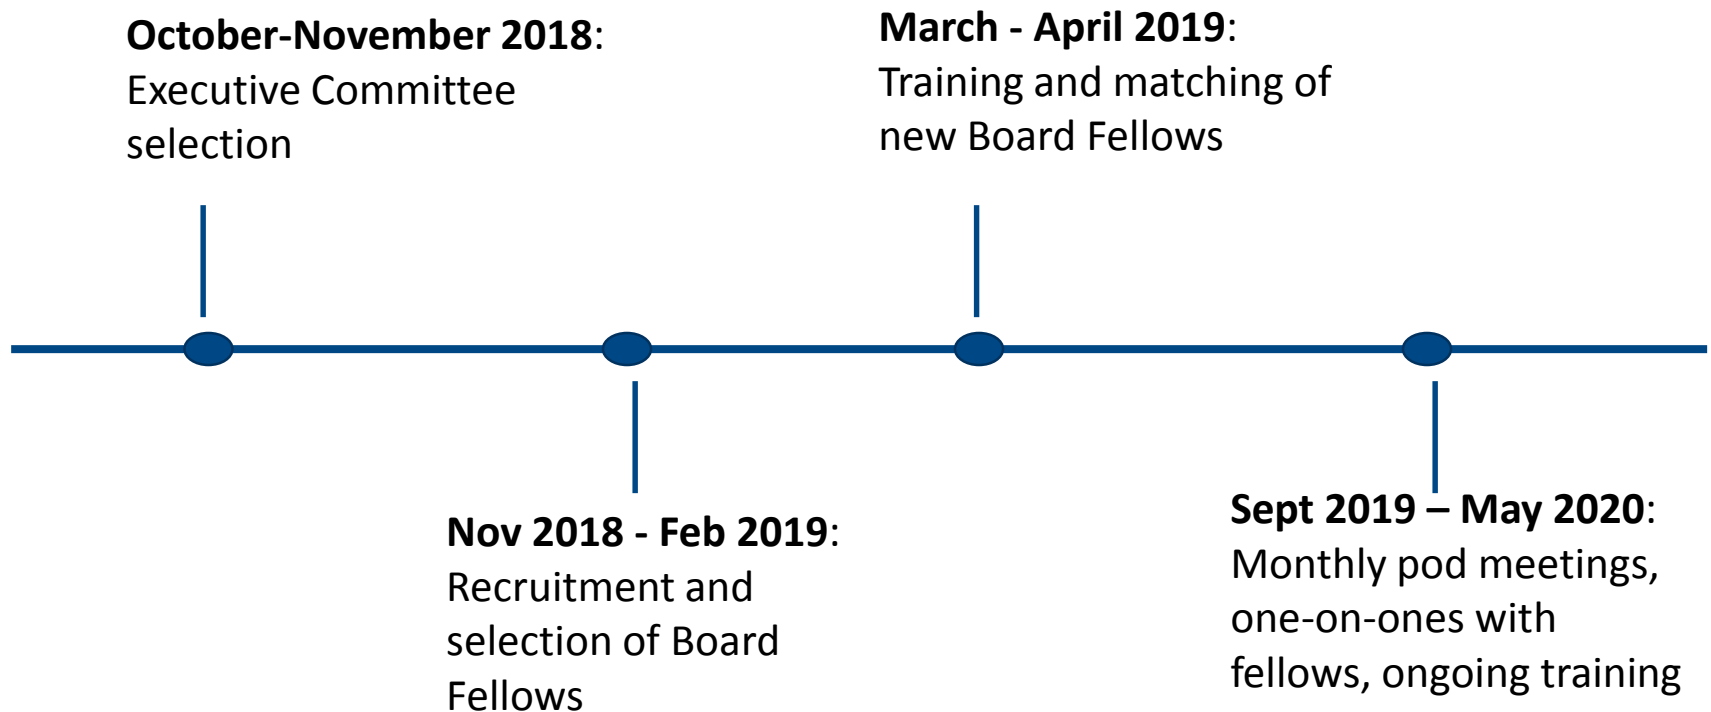 October-November 2018:
Executive Committee
selection
Nov 2018 - Feb 2019:
Recruitment and
selection of Board
Fellows
March - April 2019:
Training and matching of
new Board Fellows
Sept 2019 – May 2020:
Monthly pod meetings,
one-on-ones with
fellows, ongoing training